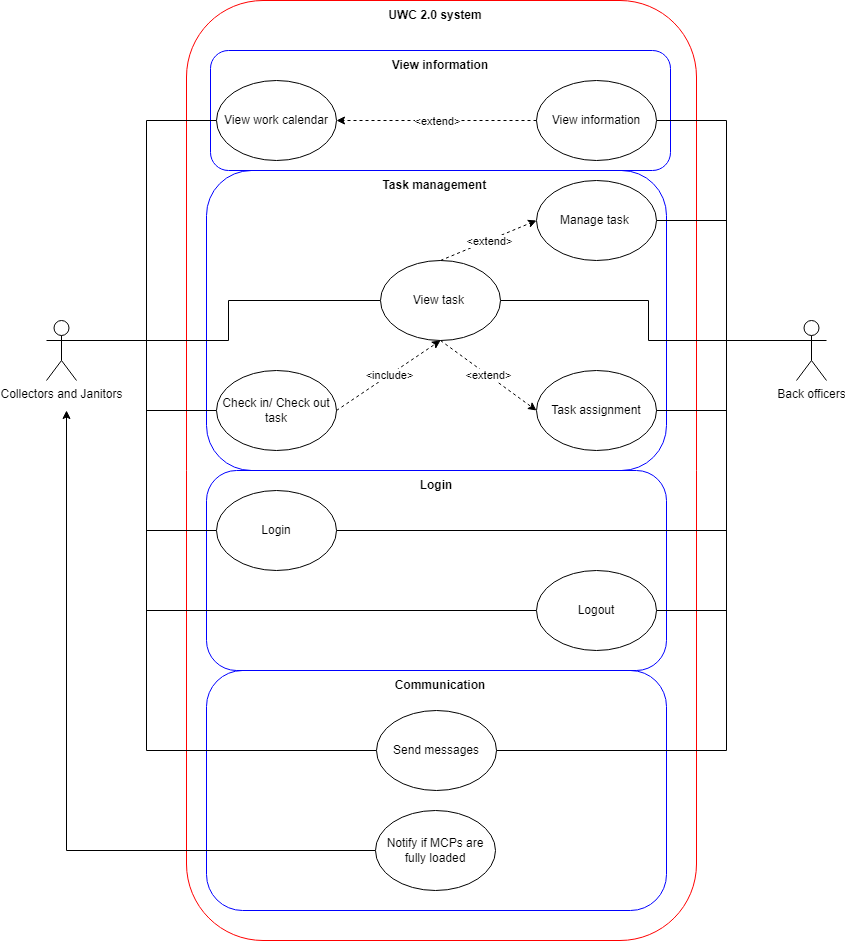 UWC 2.0 system
View information
View work calendar
<extend>
View information
Task management
Manage task
<extend>
View task
<include>
<extend>
Collectors and Janitors
Back officers
Check in/ Check out
task
Task assignment
Login
Login
Logout
Communication
Send messages
Notify if MCPs are
fully loaded